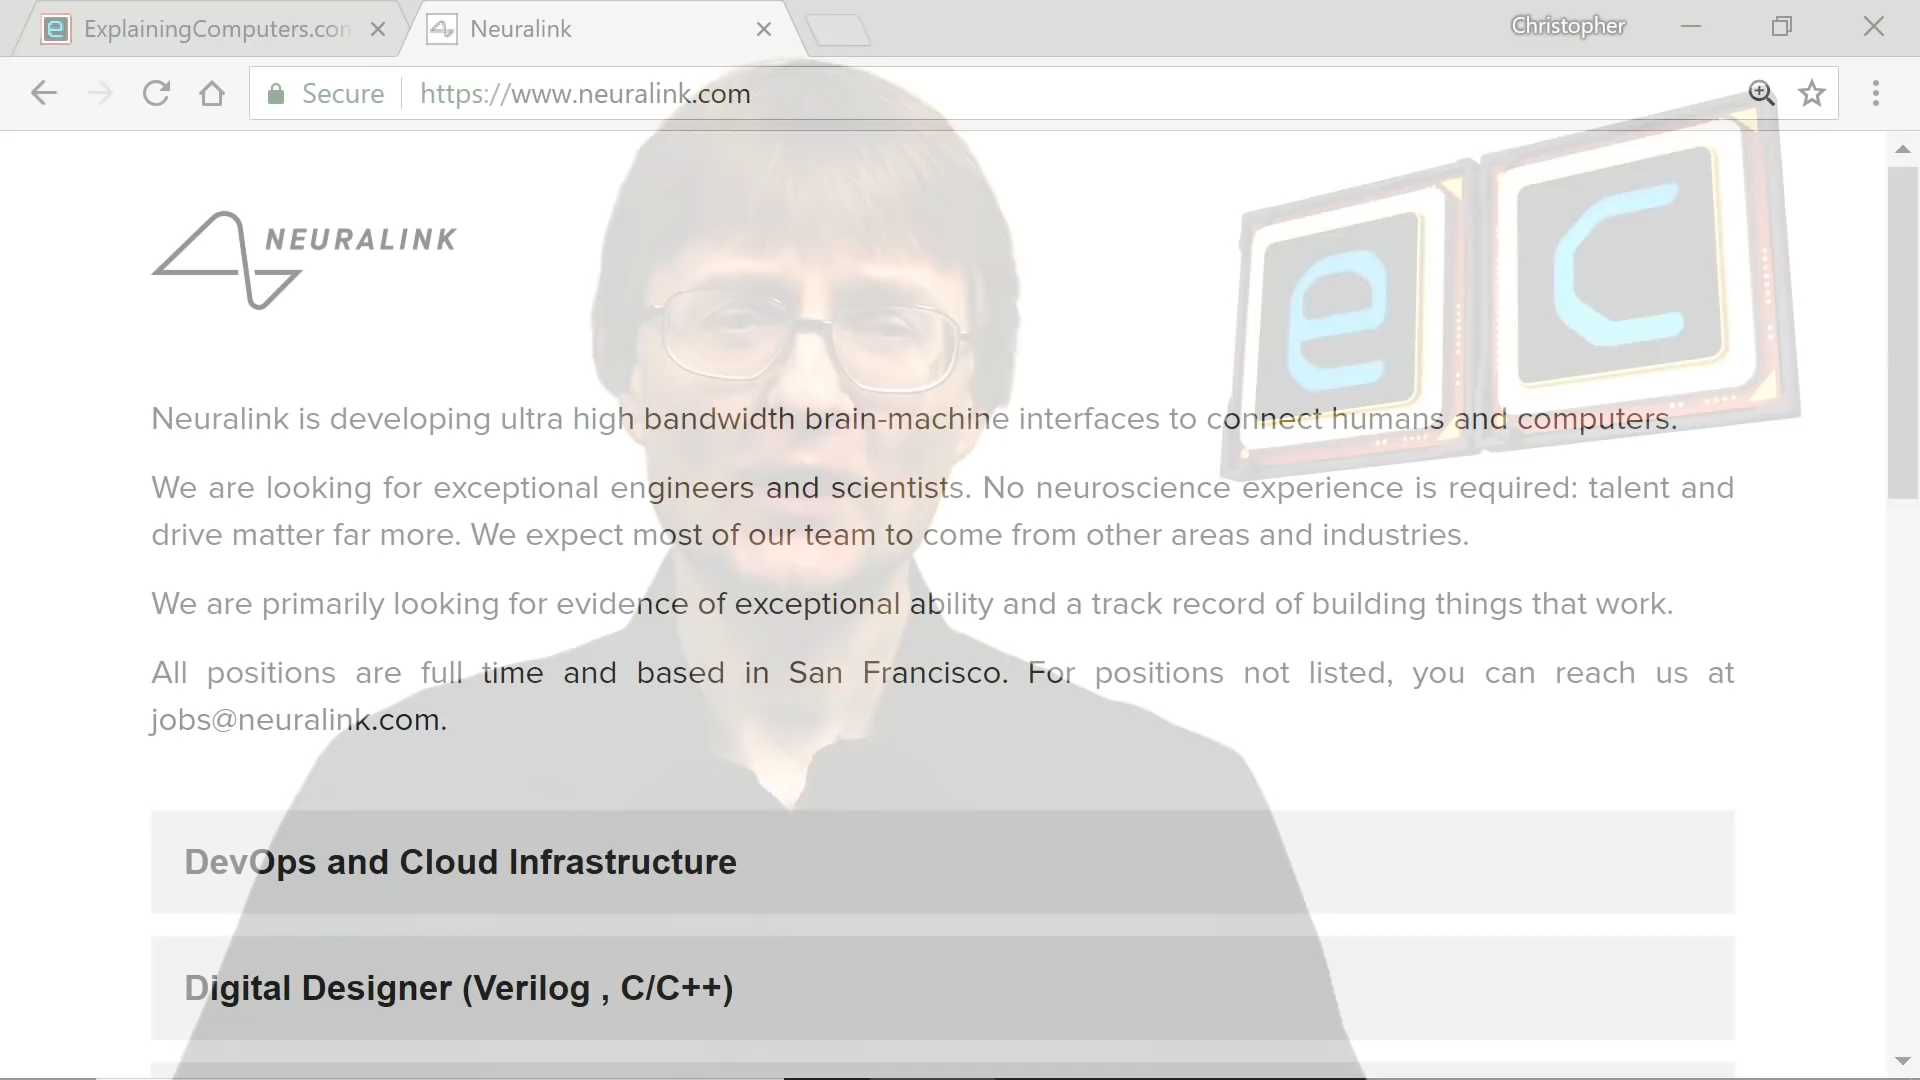 ExplainingComputers.con
Neuralink
Christopher
Secure
https://www.neuralink.com
NEURALINK
e C
Neuralink is developing ultra high bandwidth brain-machine interfaces to connect humans and computers.
We are looking for exceptional engineers and scientists. No neuroscience experience is required: talent and
drive matter far more. We expect most of our team to come from other areas and industries.
We are primarily looking for evidence of exceptional ability and a track record of building things that work.
All positions are full time and based in San Francisco. For positions not listed, you can reach us at
jobs@neuralink.com.
DevOps and Cloud Infrastructure
Digital Designer (Verilog , C/C++)